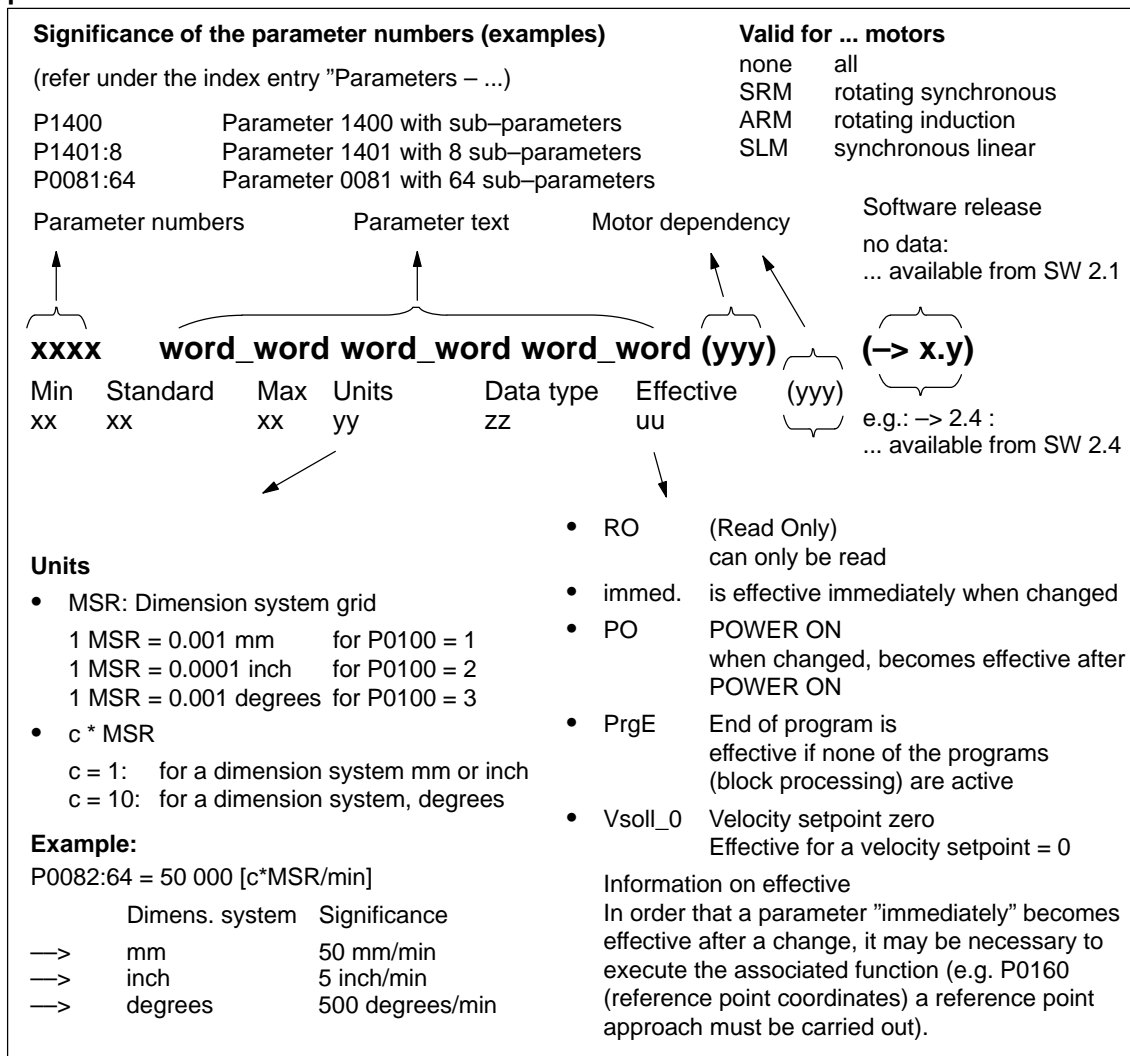 Significance of the parameter numbers (examples)
(refer under the index entry ”Parameters – ...)
P1400 Parameter 1400 with sub–parameters
P1401:8 Parameter 1401 with 8 sub–parameters
P0081:64 Parameter 0081 with 64 sub–parameters
Valid for ... motors
none all
SRM rotating synchronous
ARM rotating induction
SLM synchronous linear
Parameter numbers Parameter text Motor dependency
Software release
no data:
... available from SW 2.1
xxxx word_word word_word word_word (yyy) (–> x.y)
Min Standard Max Units Data type Effective (yyy)
xx xx xx yy zz uu
e.g.: –> 2.4 :
... available from SW 2.4
Units
• MSR: Dimension system grid
1 MSR = 0.001 mm for P0100 = 1
1 MSR = 0.0001 inch for P0100 = 2
1 MSR = 0.001 degrees for P0100 = 3
• c * MSR
c = 1: for a dimension system mm or inch
c = 10: for a dimension system, degrees
Example:
P0082:64 = 50 000 [c*MSR/min]
Dimens. system Significance
––> mm 50 mm/min
––> inch 5 inch/min
––> degrees 500 degrees/min
• RO (Read Only)
can only be read
• immed. is effective immediately when changed
• PO POWER ON
when changed, becomes effective after
POWER ON
• PrgE End of program is
effective if none of the programs
(block processing) are active
• Vsoll_0 Velocity setpoint zero
Effective for a velocity setpoint = 0
Information on effective
In order that a parameter ”immediately” becomes
effective after a change, it may be necessary to
execute the associated function (e.g. P0160
(reference point coordinates) a reference point
approach must be carried out).